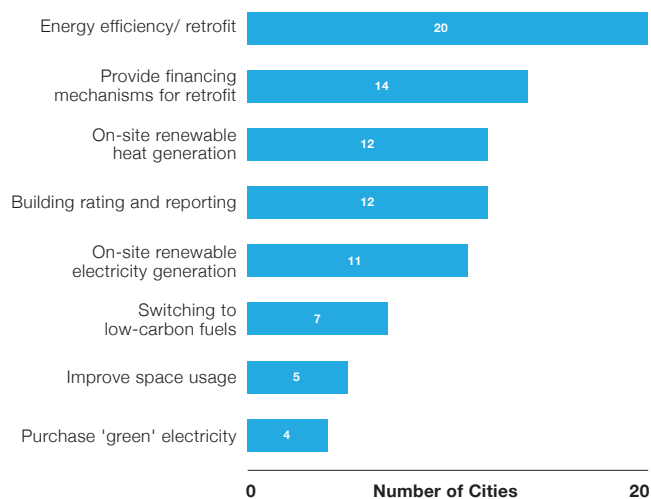 Energy efficiency/ retrofit
20
Provide financing
mechanisms for retrofit
14
On-site renewable
heat generation
12
Building rating and reporting
12
On-site renewable
electricity generation
11
Switching to
low-carbon fuels
7
Improve space usage
5
Purchase 'green' electricity
4
0 Number of Cities 20